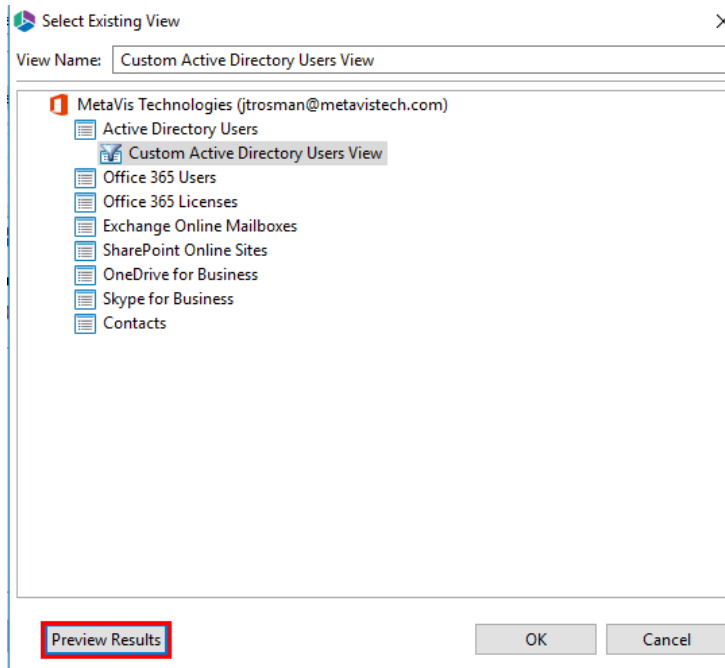 Select Existing View
View Name: Custom Active Directory Users View
MetaVis Technologies (jtrosman@metavistech.com)
Active Directory Users
Custom Active Directory Users View
Office 365 Users
Office 365 Licenses
Exchange Online Mailboxes
SharePoint Online Sites
OneDrive for Business
Skype for Business
Contacts
Preview Results OK Cancel